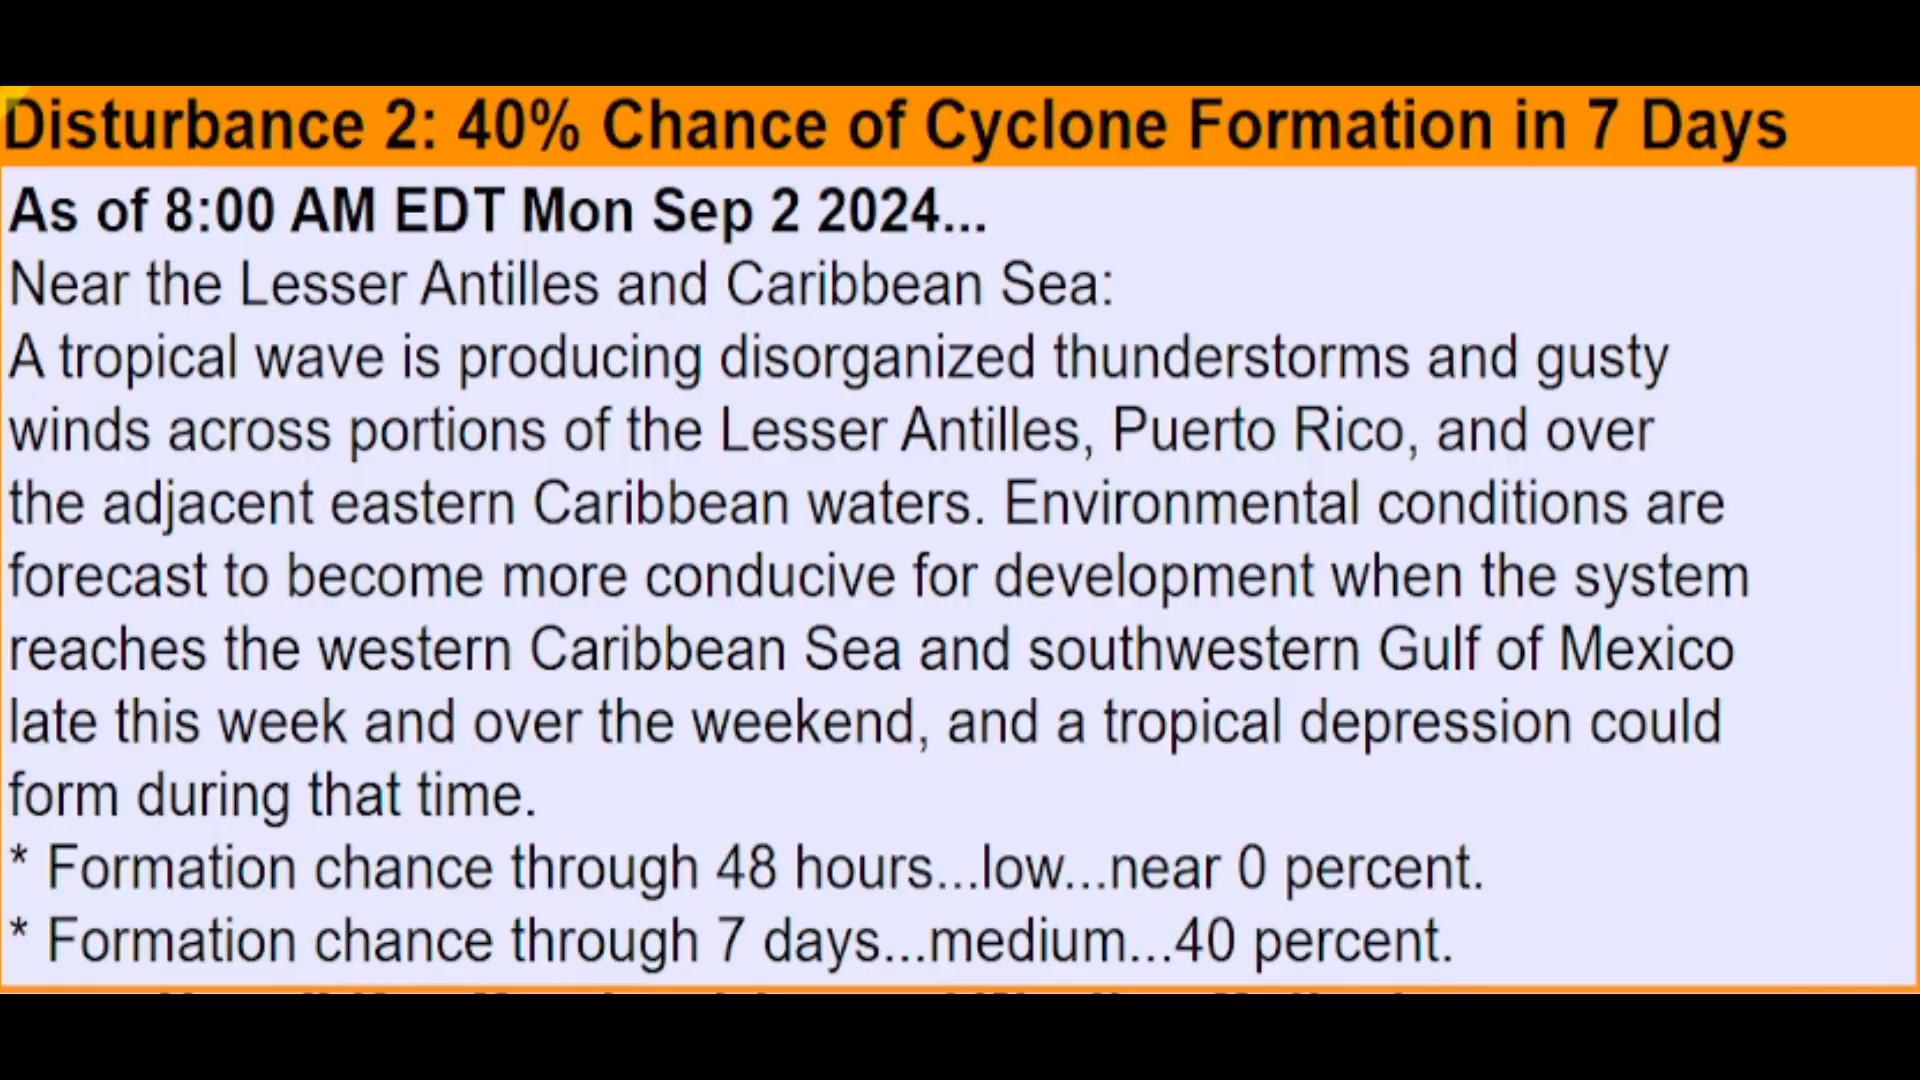 Disturbance 2: 40% Chance of Cyclone Formation in 7 Days
As of 8:00 AM EDT Mon Sep 2 2024...
Near the Lesser Antilles and Caribbean Sea:
A tropical wave is producing disorganized thunderstorms and gusty
winds across portions of the Lesser Antilles, Puerto Rico, and over
the adjacent eastern Caribbean waters. Environmental conditions are
forecast to become more conducive for development when the system
reaches the western Caribbean Sea and southwestern Gulf of Mexico
late this week and over the weekend, and a tropical depression could
form during that time.
* Formation chance through 48 hours...low...near 0 percent.
* Formation chance through 7 days...medium...40 percent.